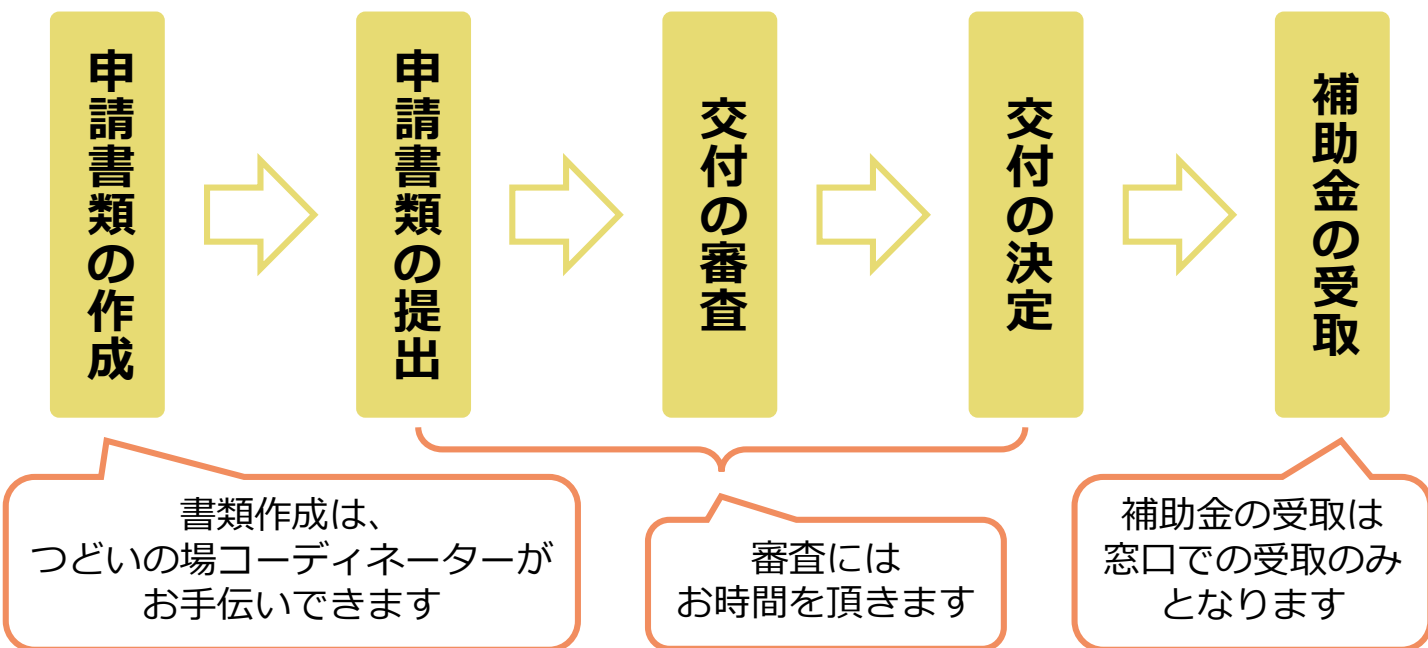 申請書類の作成
申請書類の提出
交付の審査
交付の決定
補助金の受取
書類作成は、
つどいの場コーディネーターが
お手伝いできます
審査には
お時間を頂きます
補助金の受取は
窓口での受取のみ
となります